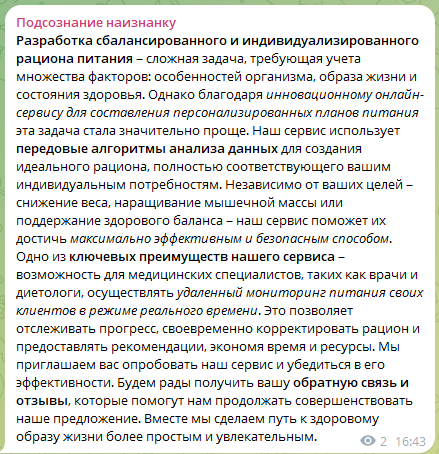 Подсознание наизнанку
Разработка сбалансированного и индивидуализированного
рациона питания – сложная задача, требующая учета
множества факторов: особенностей организма, образа жизни и
состояния здоровья. Однако благодаря инновационному онлайн-
сервису для составления персонализированных планов питания
эта задача стала значительно проще. Наш сервис использует
передовые алгоритмы анализа данных для создания
идеального рациона, полностью соответствующего вашим
индивидуальным потребностям. Независимо от ваших целей –
снижение веса, наращивание мышечной массы или
поддержание здорового баланса – наш сервис поможет их
достичь максимально эффективным и безопасным способом.
Одно из ключевых преимуществ нашего сервиса –
возможность для медицинских специалистов, таких как врачи и
диетологи, осуществлять удаленный мониторинг питания своих
клиентов в режиме реального времени. Это позволяет
отслеживать прогресс, своевременно корректировать рацион и
предоставлять рекомендации, экономя время и ресурсы. Мы
приглашаем вас опробовать наш сервис и убедиться в его
эффективности. Будем рады получить вашу обратную связь и
отзывы, которые помогут нам продолжать совершенствовать
наше предложение. Вместе мы сделаем путь к здоровому
образу жизни более простым и увлекательным.
2 16:43